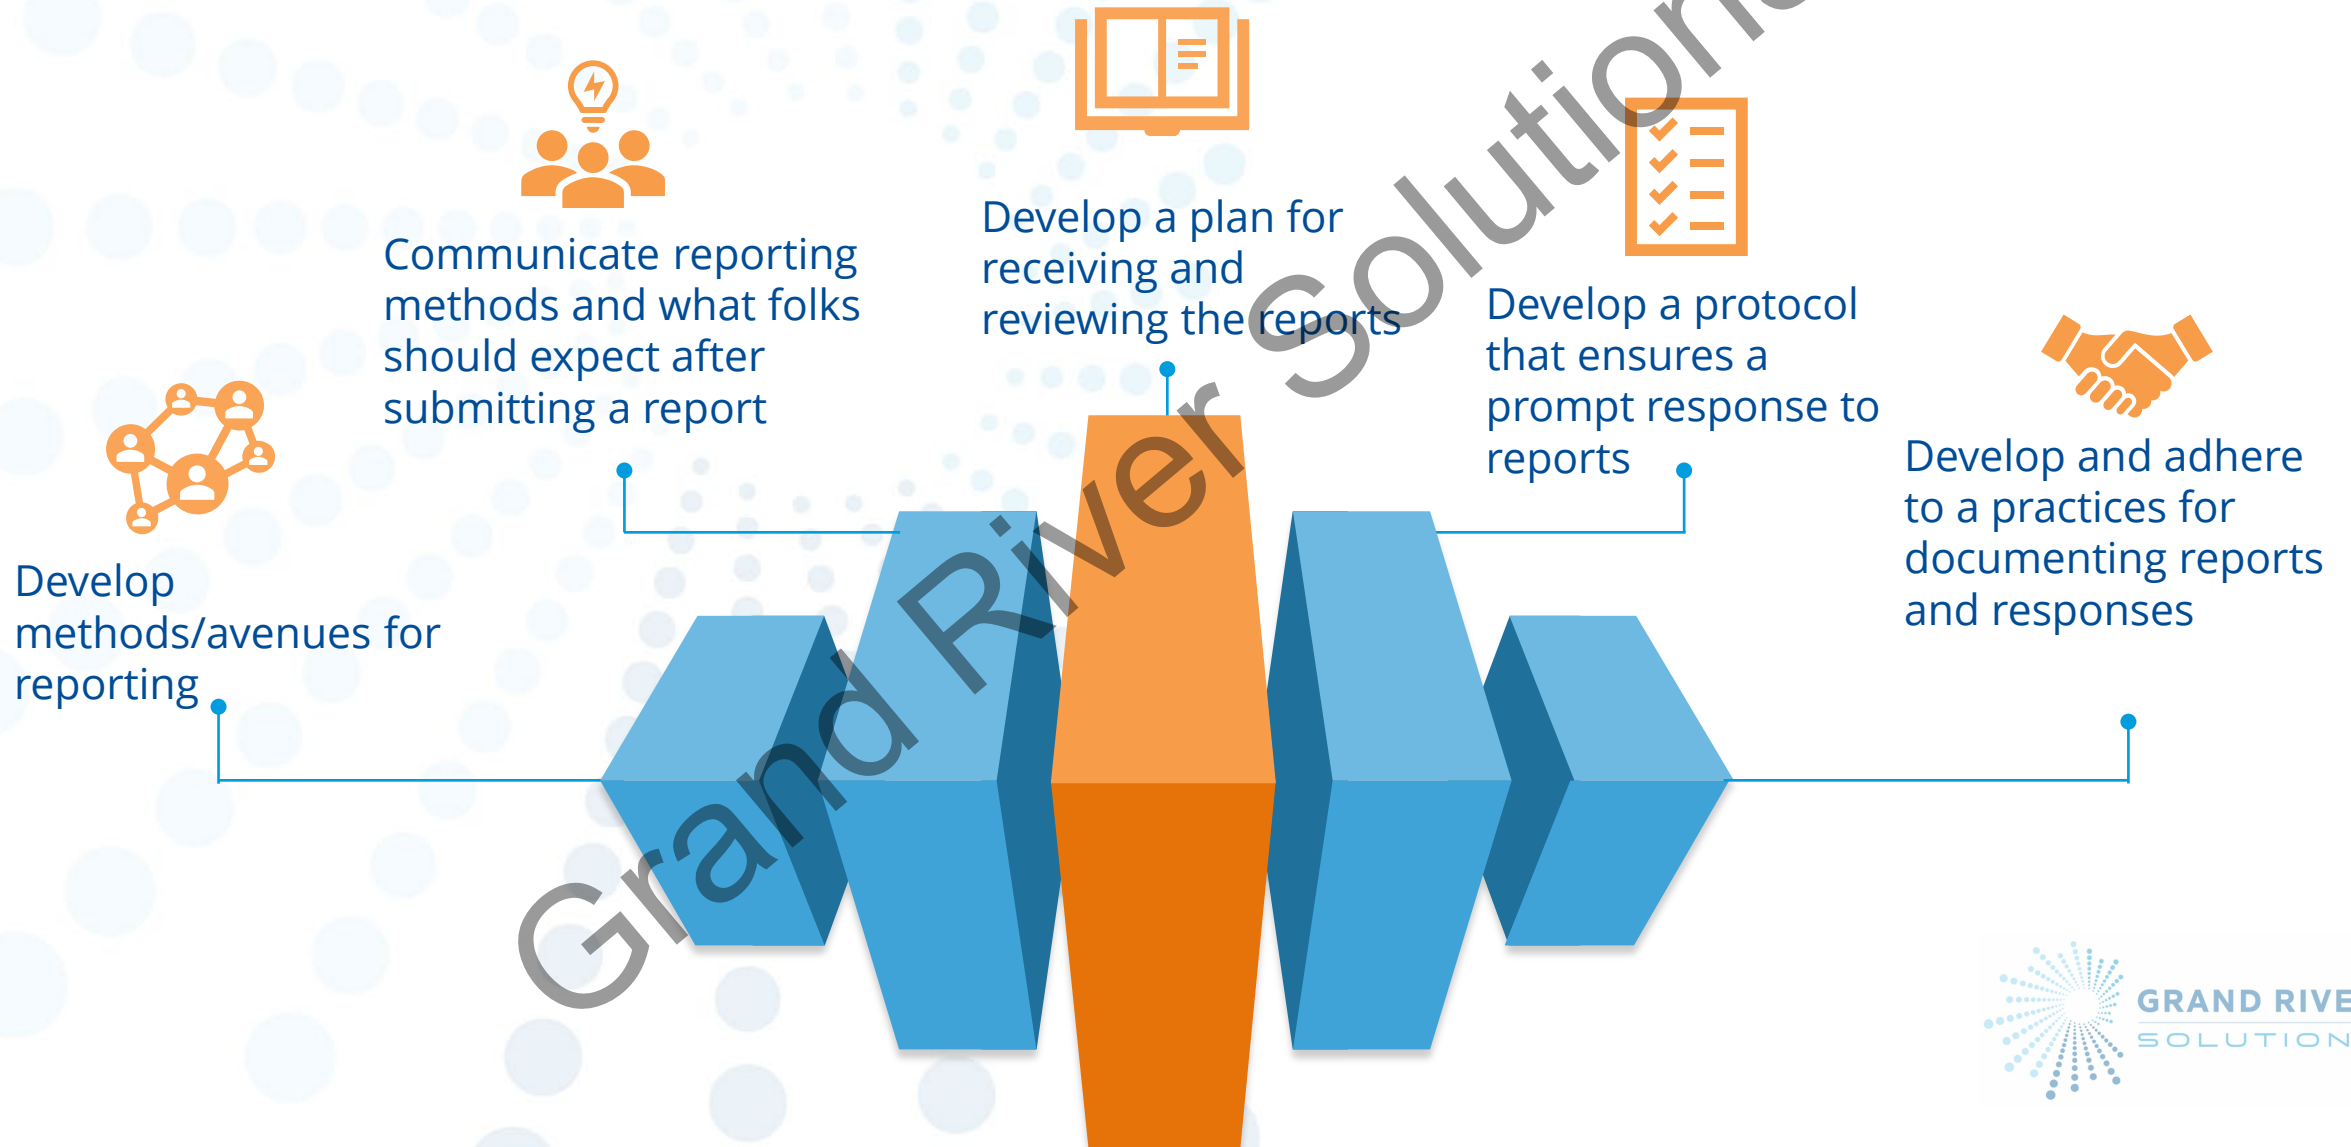 Develop
methods/avenues for
reporting
Communicate reporting
methods and what folks
should expect after
submitting a report
Develop a plan for
receiving and
reviewing the reports
Develop a protocol
that ensures a
prompt response to
reports
Develop and adhere
to a practices for
documenting reports
and responses
Grand River Solution
GRAND RIVE
SOLUTION